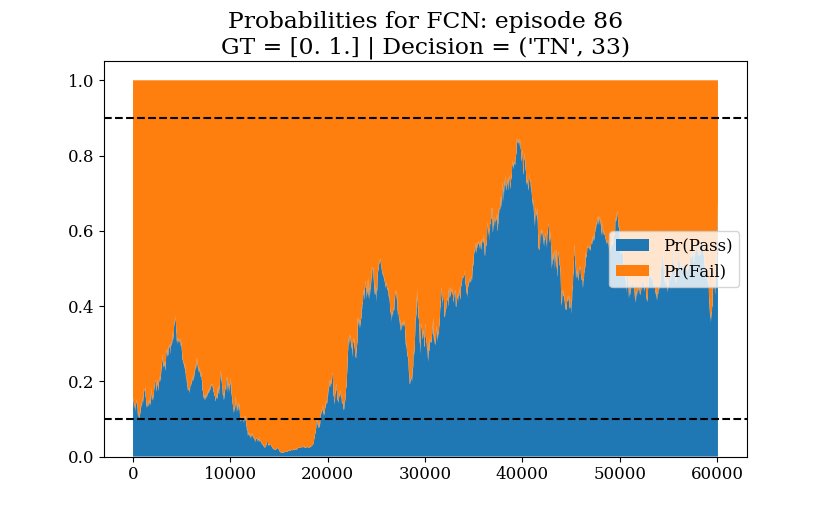 Probabilities for FCN: episode 86
GT = [0. 1.] | Decision = ('TN', 33)
1.0
0.8
0.6
0.4
0.2
0.0
Pr(Pass)
Pr(Fail)
0 10000 20000 30000 40000 50000 60000